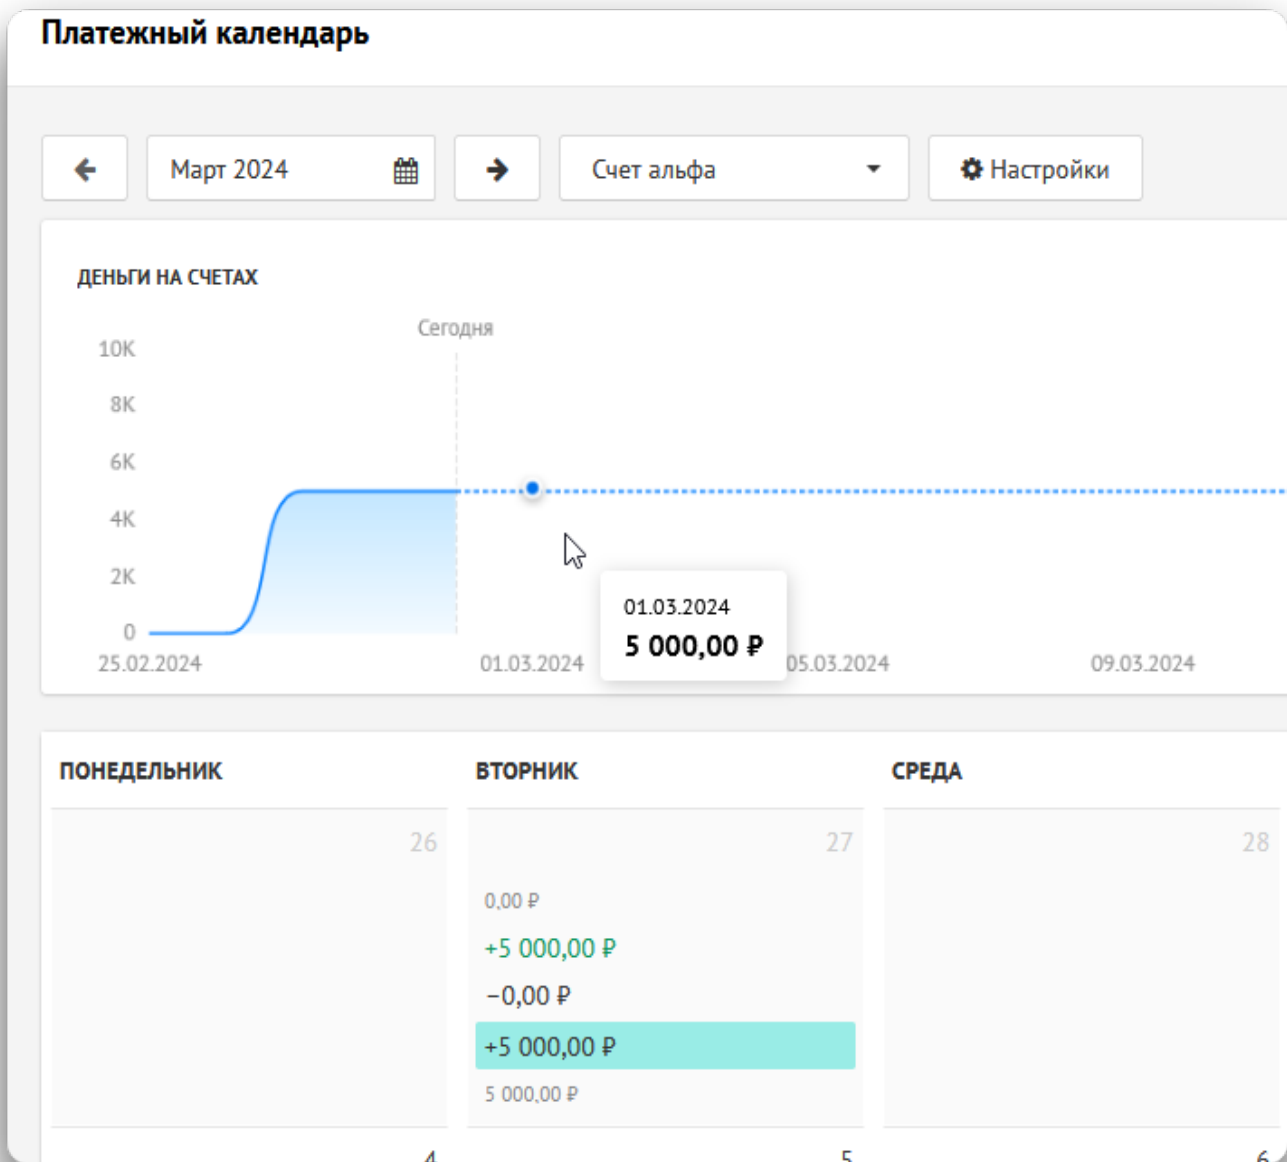 Платежный календарь
Март 2024
Счет альфа
Настройки
ДЕНЬГИ НА СЧЕТАХ
Сегодня
10K
8K
6K
4K
2K
0
25.02.2024
01.03.2024
05.03.2024
09.03.2024
01.03.2024
5 000,00 ₽
ПОНЕДЕЛЬНИК
ВТОРНИК
СРЕДА
26
27
28
0,00 ₽
+5 000,00 ₽
−0,00 ₽
+5 000,00 ₽
5 000,00 ₽
4
5
6